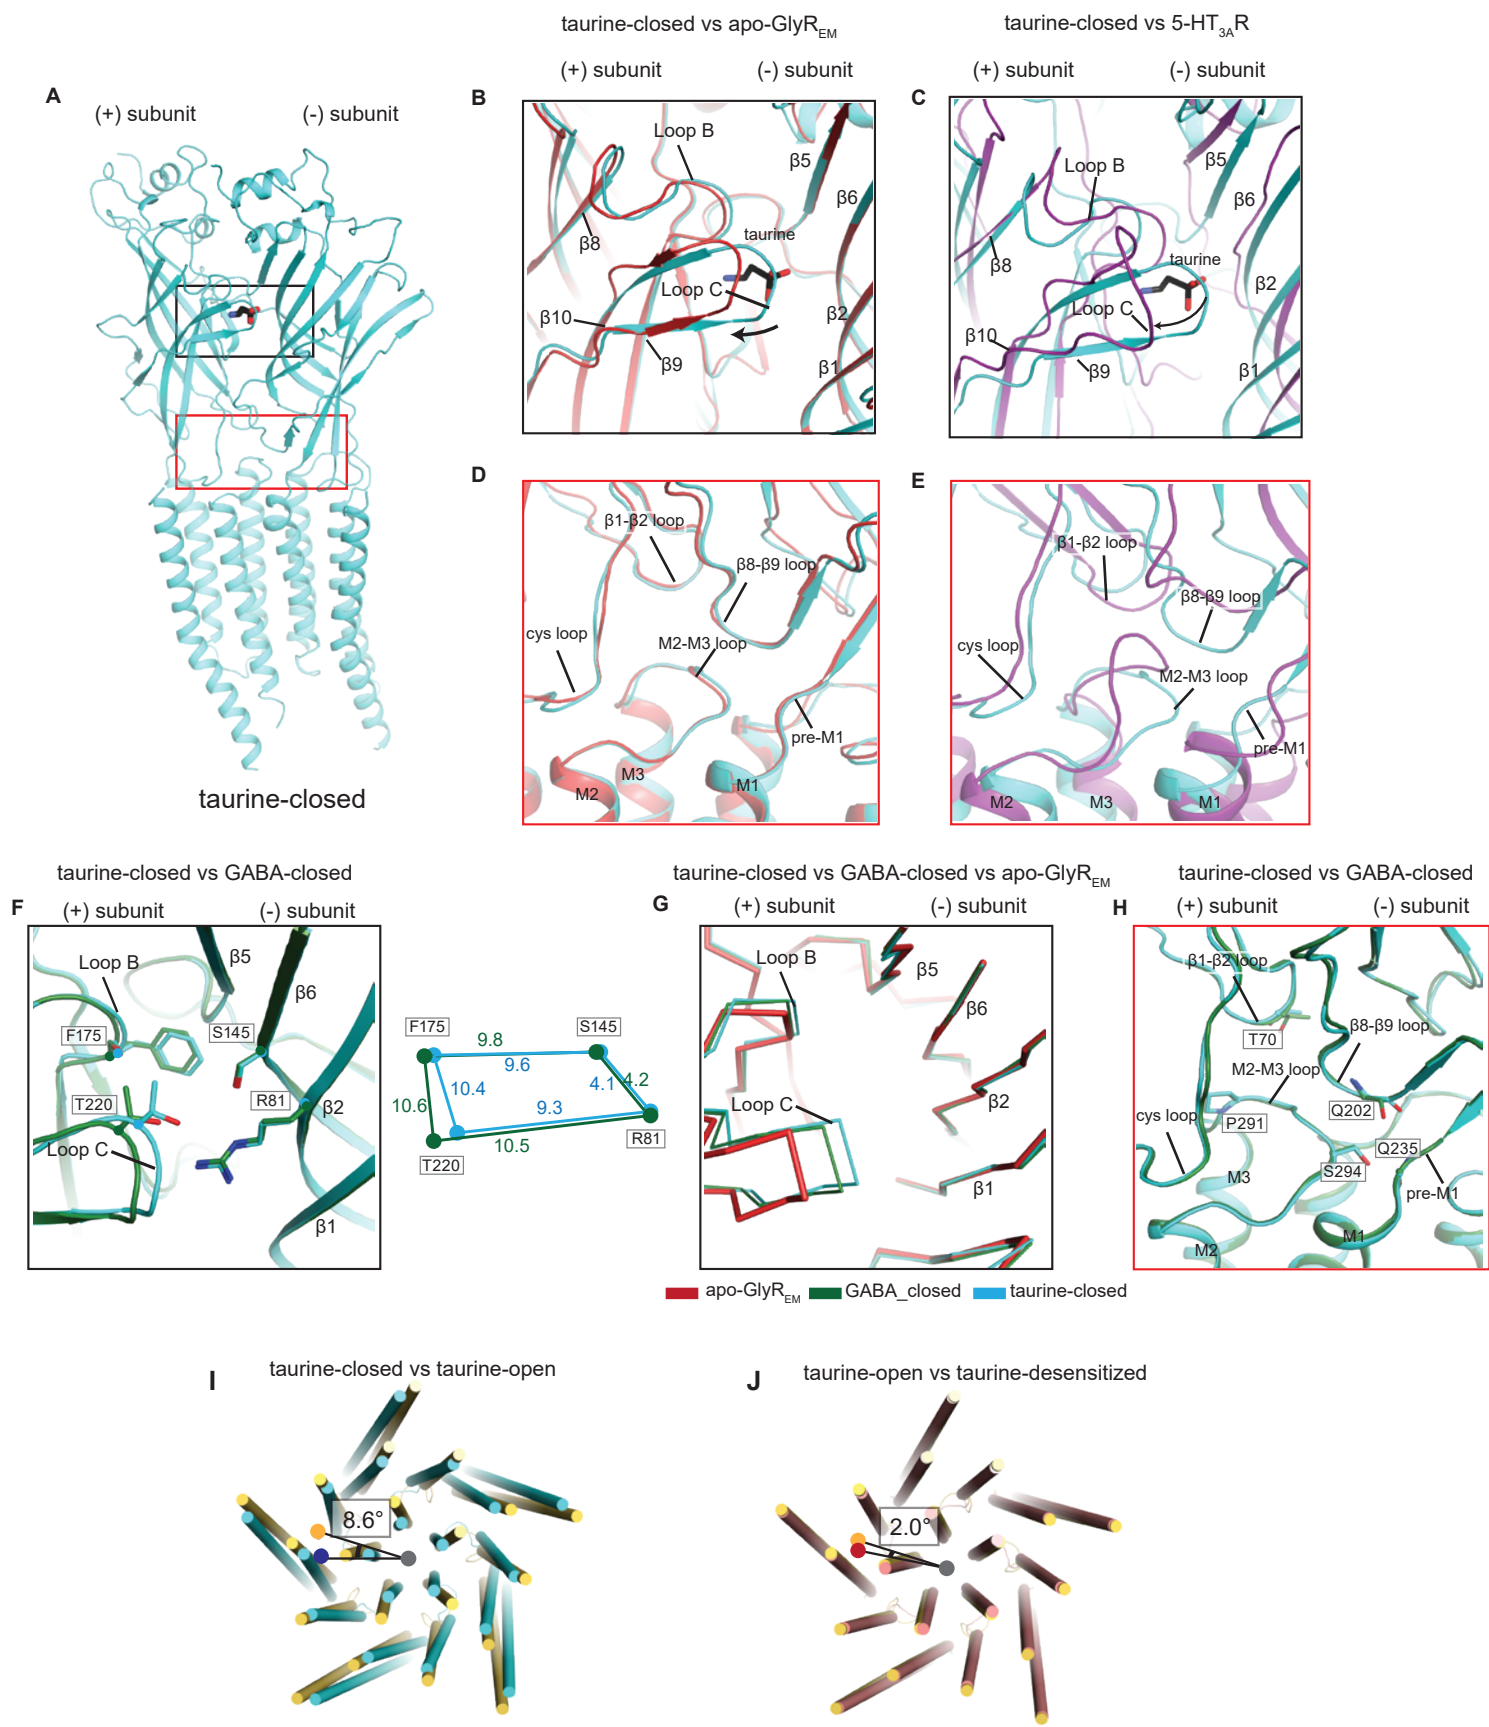 taurine-closed vs apo-GlyREM
taurine-closed vs 5-HT3AR
(+) subunit
(-) subunit
(+) subunit
(-) subunit
A
(+) subunit
(-) subunit
taurine-closed
B
Loop B
β5
β6
β8
taurine
Loop C
β10
β2
β9
β1
C
Loop B
β5
β6
β8
taurine
β2
Loop C
β10
β9
β1
D
β1-β2 loop
β8-β9 loop
cys loop
M2-M3 loop
pre-M1
M3
M1
M2
E
β1-β2 loop
β8-β9 loop
cys loop
M2-M3 loop
pre-M1
M2
M3
M1
taurine-closed vs GABA-closed
F
(+) subunit
(-) subunit
Loop B
β5
β6
F175
S145
T220
R81
β2
Loop C
β1
F175
S145
9.8
9.6
10.4
4.1
4.2
10.6
9.3
10.5
R81
T220
taurine-closed vs GABA-closed vs apo-GlyREM
G
(+) subunit
(-) subunit
Loop B
β5
β6
Loop C
β2
β1
apo-GlyREM
GABA_closed
taurine-closed
taurine-closed vs GABA-closed
H
(+) subunit
(-) subunit
β1-β2 loop
T70
β8-β9 loop
M2-M3 loop
cys loop
P291
Q202
Q235
S294
M3
pre-M1
M1
M2
I
taurine-closed vs taurine-open
8.6°
J
taurine-open vs taurine-desensitized
2.0°